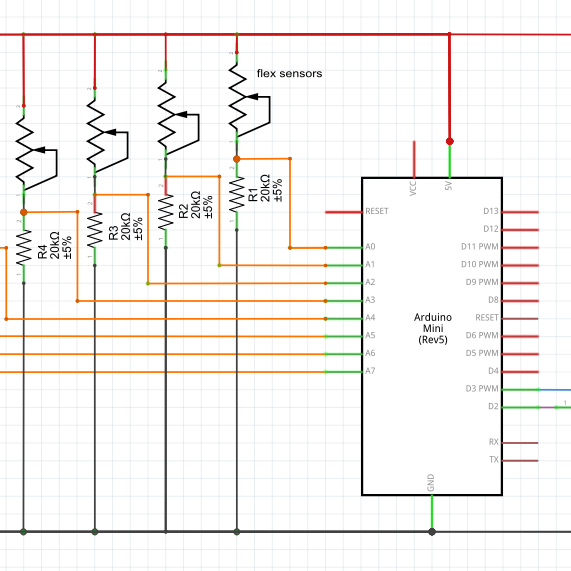 flex sensors
R4
20kΩ
±5%
R3
20kΩ
±5%
R2
20kΩ
±5%
R1
20kΩ
±5%
VCC
5V
RESET
A0
A1
A2
A3
A4
A5
A6
A7
Arduino
Mini
(Rev5)
D13
D12
D11 PWM
D10 PWM
D9 PWM
D8
RESET
D6 PWM
D5 PWM
D4
D3 PWM
D2
1
RX
TX
GND